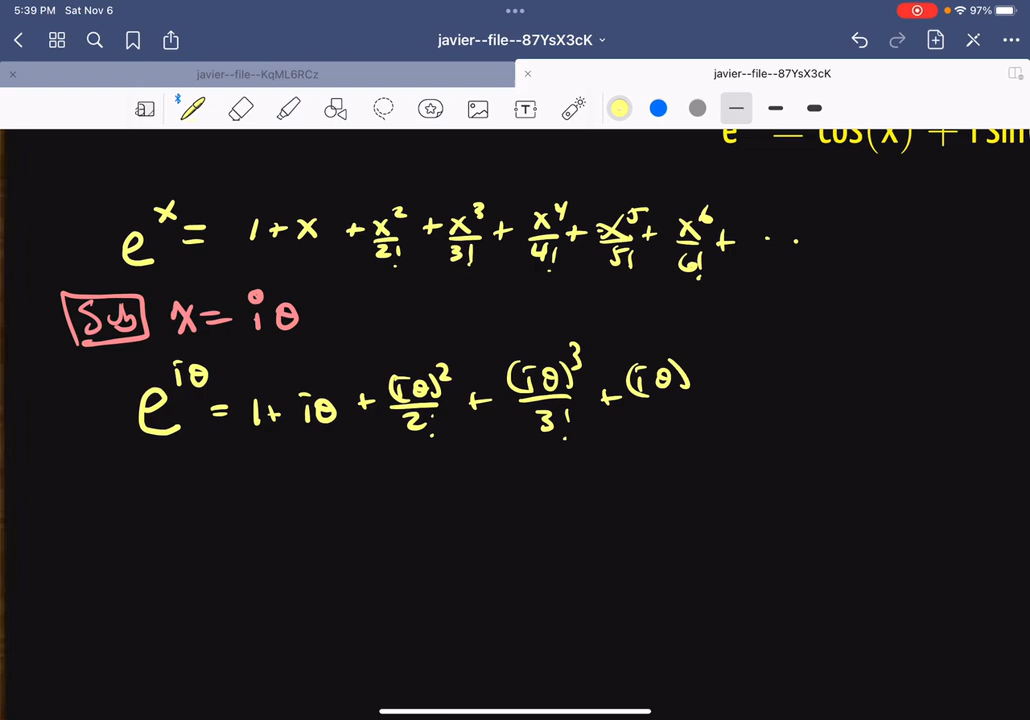 5:39 PM Sat Nov 6 97%
javier--file--87YsX3cK
javier--file--KqML6RCz javier--file--87YsX3cK
T
e = cos(x) + i sin
e^x = 1 + x + x^2/2! + x^3/3! + x^4/4! + x^5/5! + x^6/6! + ...
Sub x = iθ
e^iθ = 1 + iθ + (iθ)^2/2! + (iθ)^3/3! + (iθ)